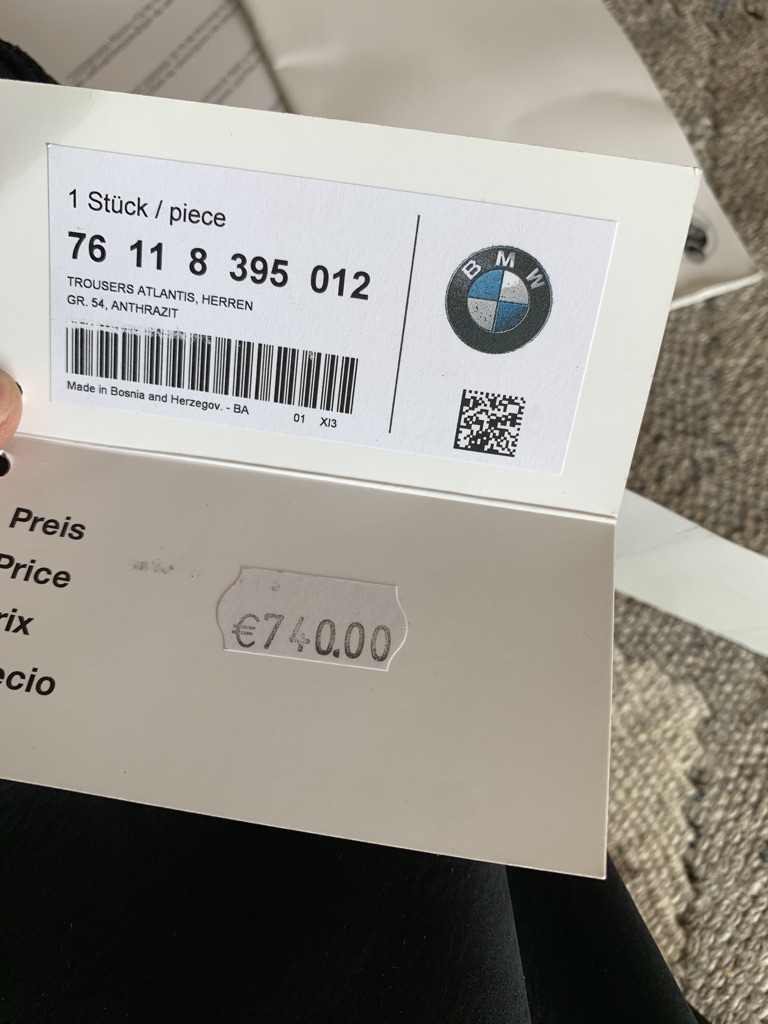 1 Stück / piece
76 11 8 395 012
TROUSERS ATLANTIS, HERREN
GR. 54, ANTHRAZIT
Made in Bosnia and Herzegov. - BA 01 XI3
BMW
Preis
Price
rix
ecio
€740.00